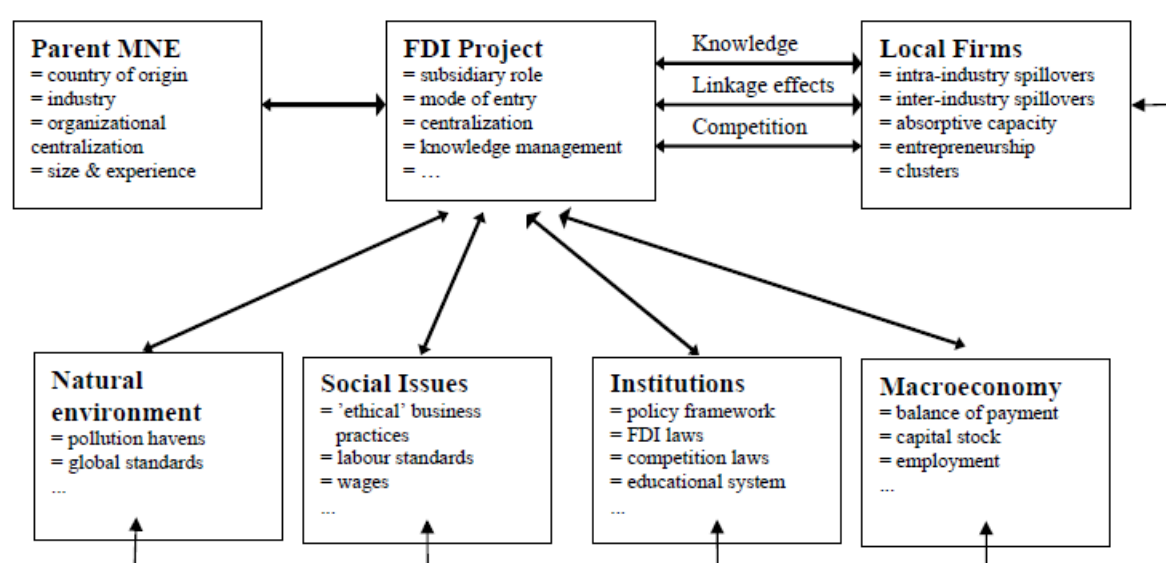 Parent MNE
= country of origin
= industry
= organizational
centralization
= size & experience
FDI Project
= subsidiary role
= mode of entry
= centralization
= knowledge management
= ...
Knowledge
Linkage effects
Competition
Local Firms
= intra-industry spillovers
= inter-industry spillovers
= absorptive capacity
= entrepreneurship
= clusters
Natural
environment
= pollution havens
= global standards
...
Social Issues
= 'ethical' business
practices
= labour standards
= wages
...
Institutions
= policy framework
= FDI laws
= competition laws
= educational system
...
Macroeconomy
= balance of payment
= capital stock
= employment
...